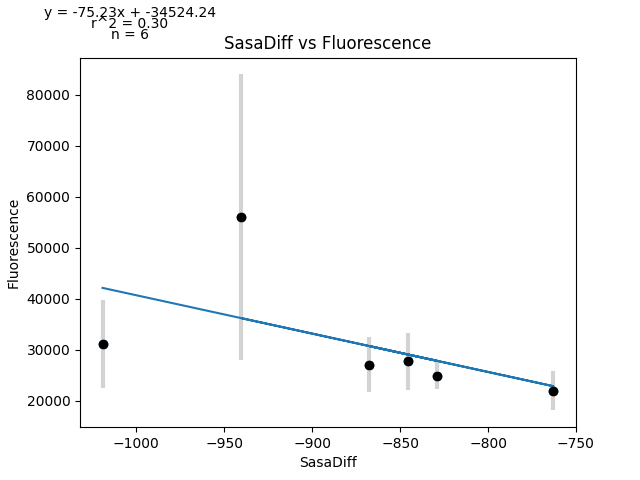 y = -75.23x + -34524.24
r^2 = 0.30
n = 6
SasaDiff vs Fluorescence
80000
70000
60000
50000
40000
30000
20000
Fluorescence
−1000
−950
−900
−850
−800
−750
SasaDiff